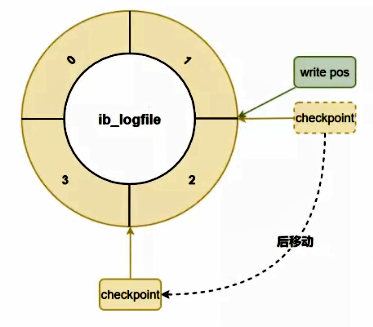 0
1
write pos
ib_logfile
checkpoint
3
2
后移动
checkpoint